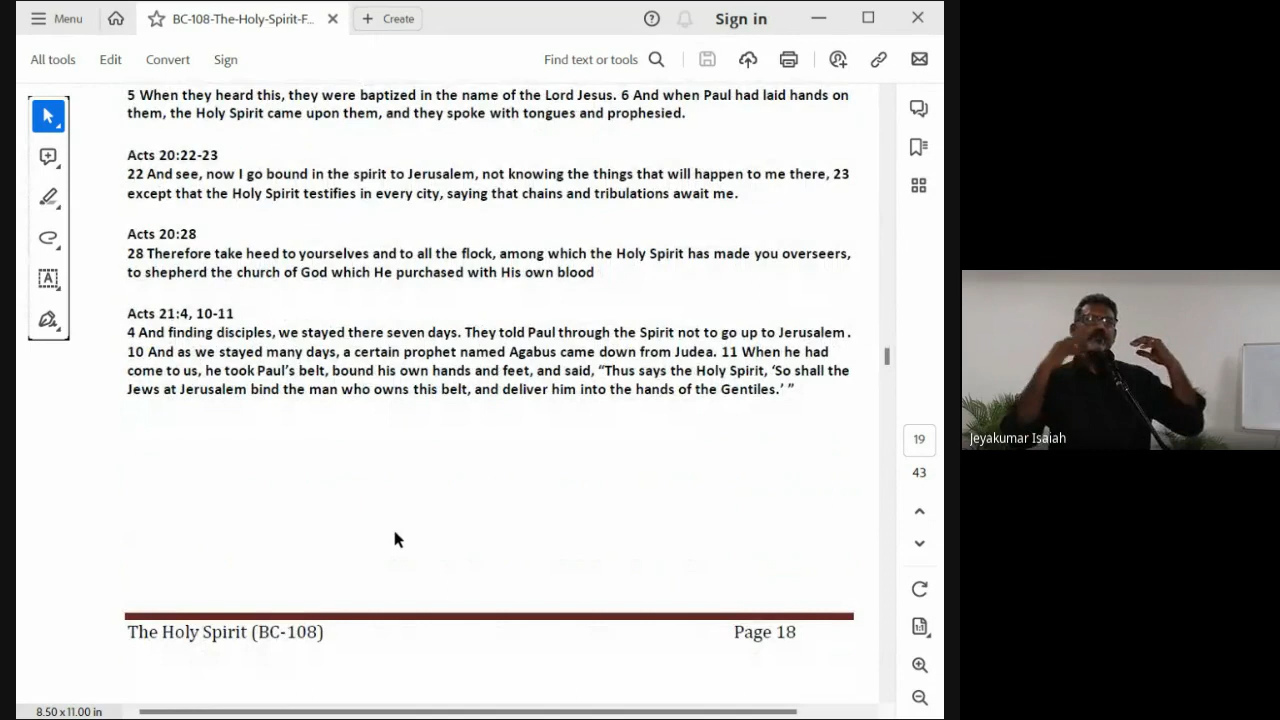 Menu
BC-108-The-Holy-Spirit-F...
Create
Sign in
All tools
Edit
Convert
Sign
Find text or tools
5 When they heard this, they were baptized in the name of the Lord Jesus. 6 And when Paul had laid hands on
them, the Holy Spirit came upon them, and they spoke with tongues and prophesied.
Acts 20:22-23
22 And see, now I go bound in the spirit to Jerusalem, not knowing the things that will happen to me there, 23
except that the Holy Spirit testifies in every city, saying that chains and tribulations await me.
Acts 20:28
28 Therefore take heed to yourselves and to all the flock, among which the Holy Spirit has made you overseers,
to shepherd the church of God which He purchased with His own blood
Acts 21:4, 10-11
4 And finding disciples, we stayed there seven days. They told Paul through the Spirit not to go up to Jerusalem.
10 And as we stayed many days, a certain prophet named Agabus came down from Judea. 11 When he had
come to us, he took Paul's belt, bound his own hands and feet, and said, “Thus says the Holy Spirit, ‘So shall the
Jews at Jerusalem bind the man who owns this belt, and deliver him into the hands of the Gentiles.’ ”
The Holy Spirit (BC-108)
Page 18
8.50 x 11.00 in
19
43
1:1
Jeyakumar Isaiah